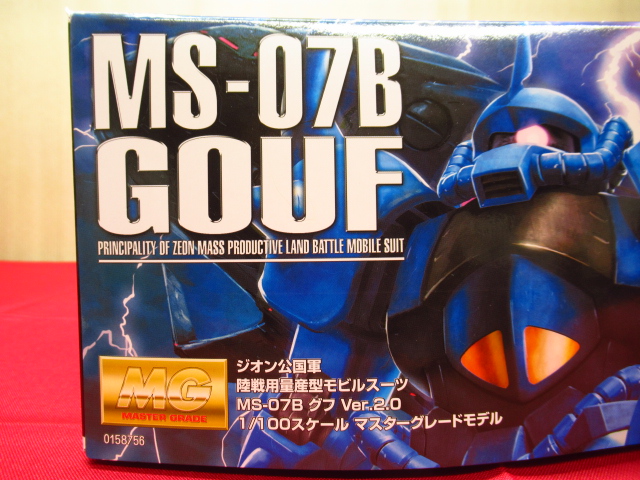 MS-07B
GOUF
PRINCIPALITY OF ZEON MASS PRODUCTIVE LAND BATTLE MOBILE SUIT
MG
MASTER GRADE
ジオン公国軍
陸戦用量産型モビルスーツ
MS-07B グフ Ver.2.0
1/100スケール マスターグレードモデル
0158756